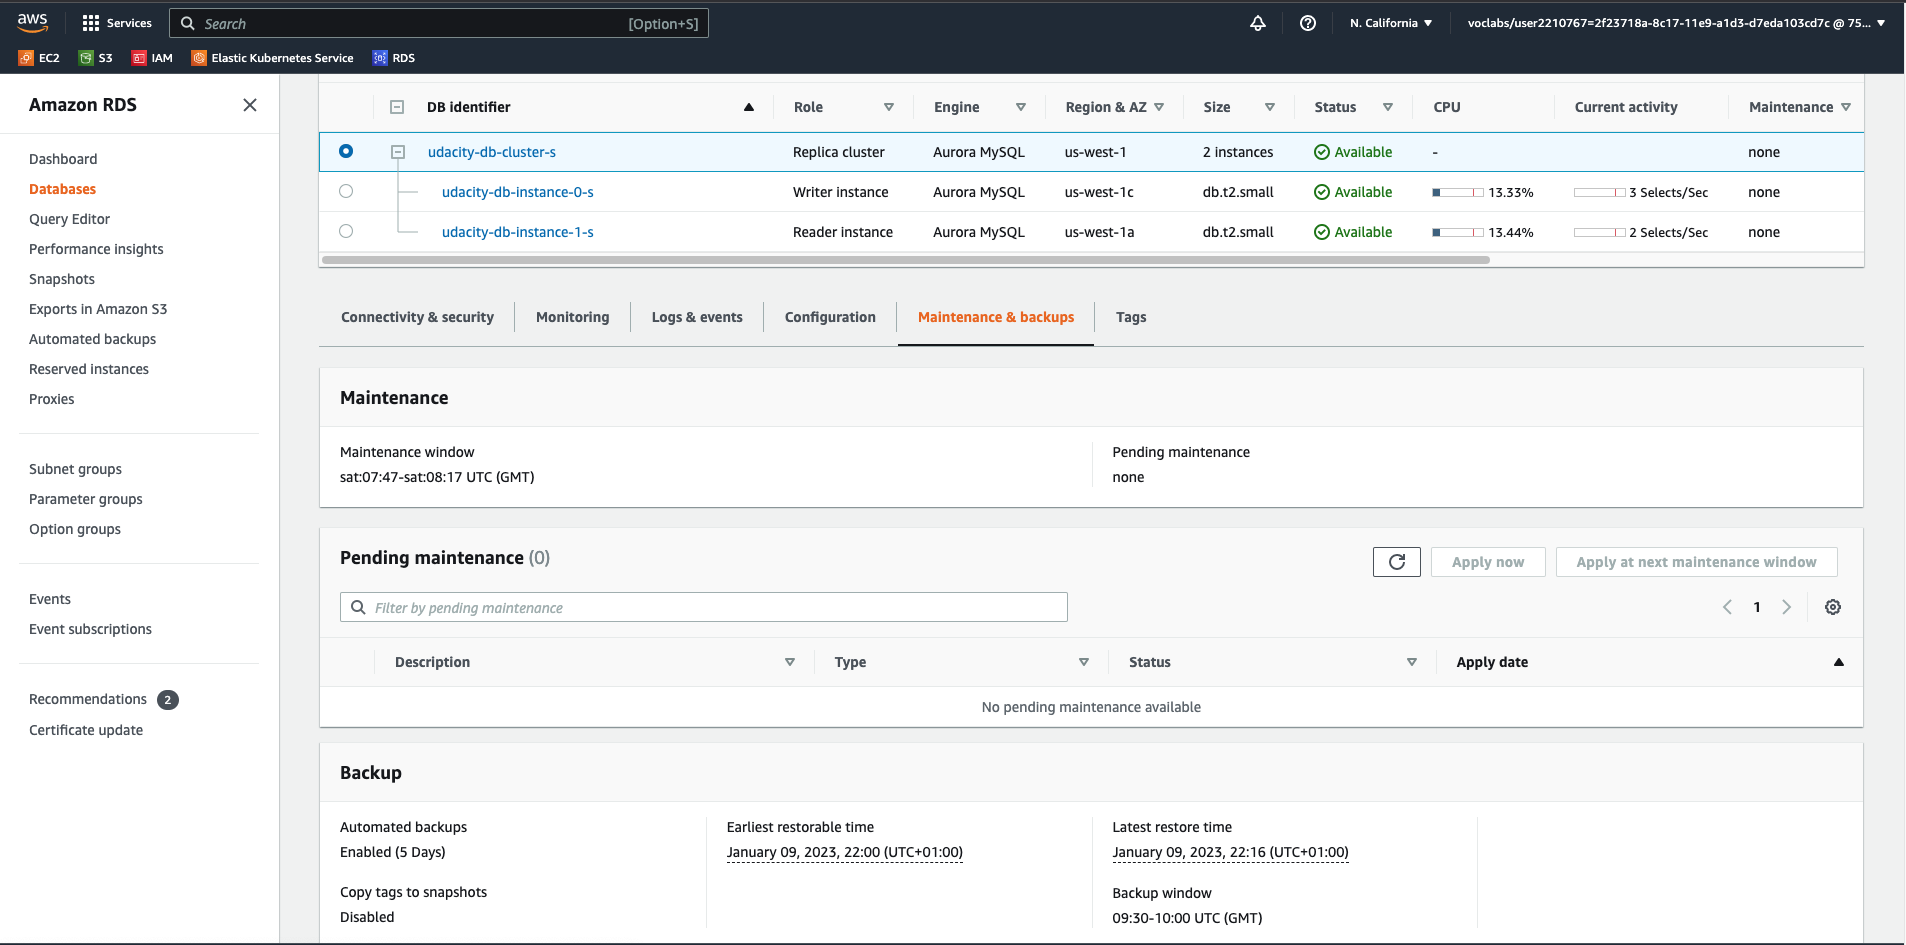 aws
Services
Search
[Option+S]
N. California
voclabs/user2210767=2f23718a-8c17-11e9-a1d3-d7eda103cd7c @ 75...
EC2
S3
IAM
Elastic Kubernetes Service
RDS
Amazon RDS
Dashboard
Databases
Query Editor
Performance insights
Snapshots
Exports in Amazon S3
Automated backups
Reserved instances
Proxies
Subnet groups
Parameter groups
Option groups
Events
Event subscriptions
Recommendations 2
Certificate update
DB identifier Role Engine Region & AZ Size Status CPU Current activity Maintenance
udacity-db-cluster-s Replica cluster Aurora MySQL us-west-1 2 instances Available - none
udacity-db-instance-0-s Writer instance Aurora MySQL us-west-1c db.t2.small Available 13.33% 3 Selects/Sec none
udacity-db-instance-1-s Reader instance Aurora MySQL us-west-1a db.t2.small Available 13.44% 2 Selects/Sec none
Connectivity & security Monitoring Logs & events Configuration Maintenance & backups Tags
Maintenance
Maintenance window
sat:07:47-sat:08:17 UTC (GMT)
Pending maintenance
none
Pending maintenance (0)
Apply now
Apply at next maintenance window
Filter by pending maintenance
1
Description Type Status Apply date
No pending maintenance available
Backup
Automated backups
Enabled (5 Days)
Copy tags to snapshots
Disabled
Earliest restorable time
January 09, 2023, 22:00 (UTC+01:00)
Latest restore time
January 09, 2023, 22:16 (UTC+01:00)
Backup window
09:30-10:00 UTC (GMT)